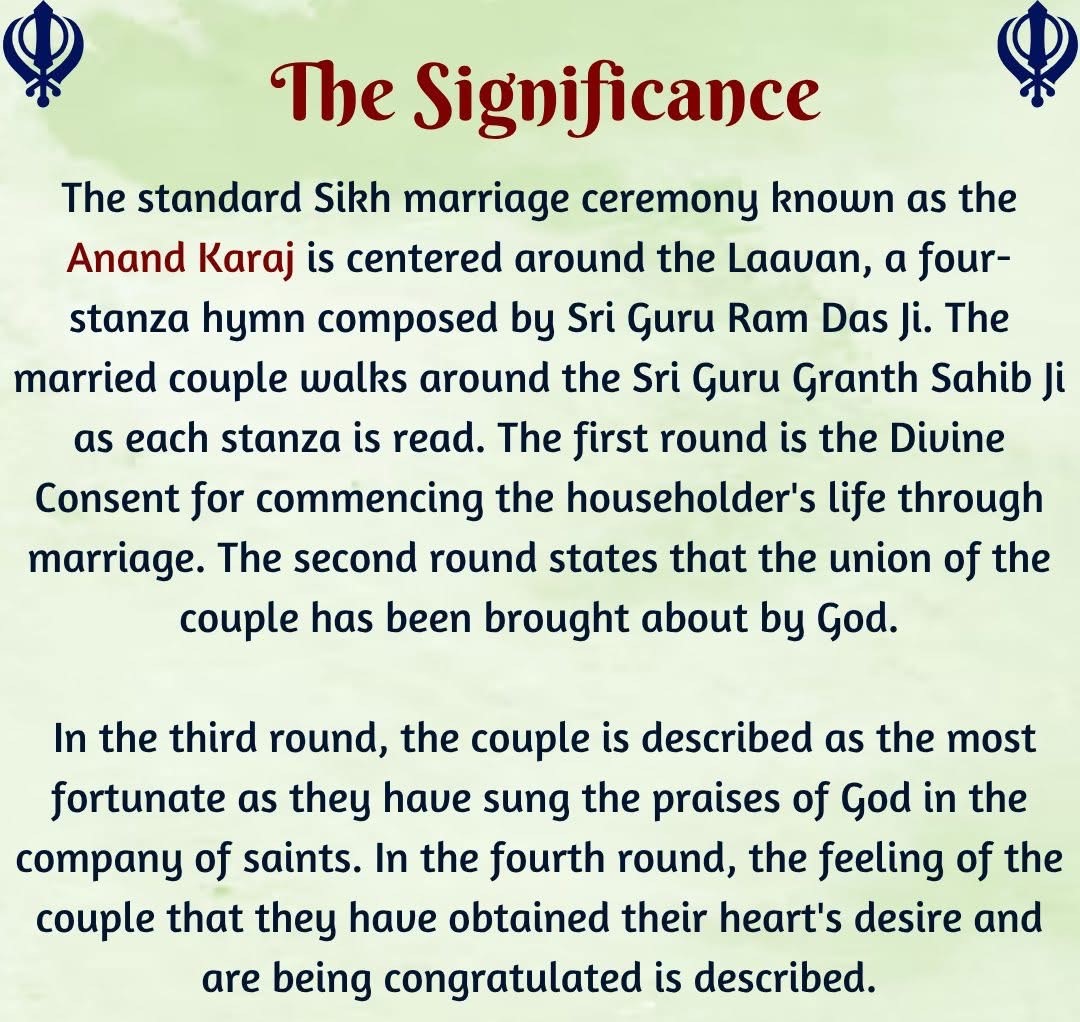 The Significance
The standard Sikh marriage ceremony known as the
Anand Karaj is centered around the Laavan, a four-
stanza hymn composed by Sri Guru Ram Das Ji. The
married couple walks around the Sri Guru Granth Sahib Ji
as each stanza is read. The first round is the Divine
Consent for commencing the householder's life through
marriage. The second round states that the union of the
couple has been brought about by God.
In the third round, the couple is described as the most
fortunate as they have sung the praises of God in the
company of saints. In the fourth round, the feeling of the
couple that they have obtained their heart's desire and
are being congratulated is described.